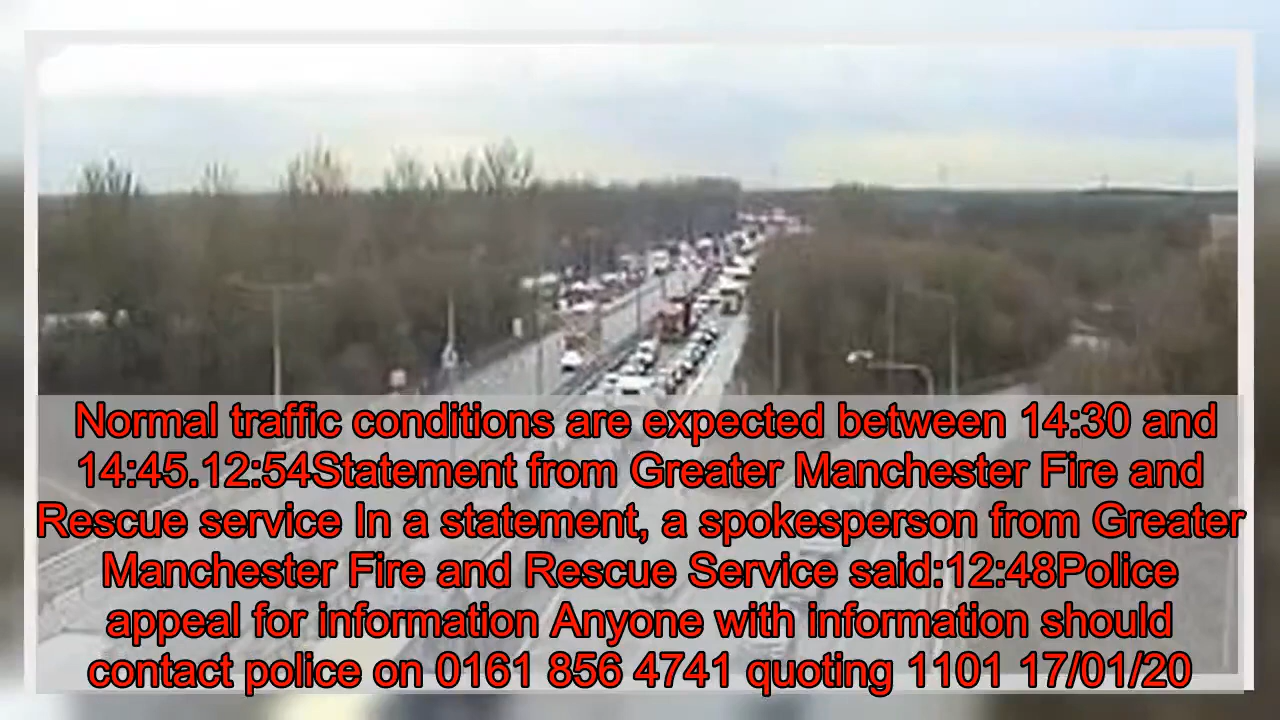 Normal traffic conditions are expected between 14:30 and
14:45.12:54Statement from Greater Manchester Fire and
Rescue service In a statement, a spokesperson from Greater
Manchester Fire and Rescue Service said:12:48Police
appeal for information Anyone with information should
contact police on 0161 856 4741 quoting 1101 17/01/20